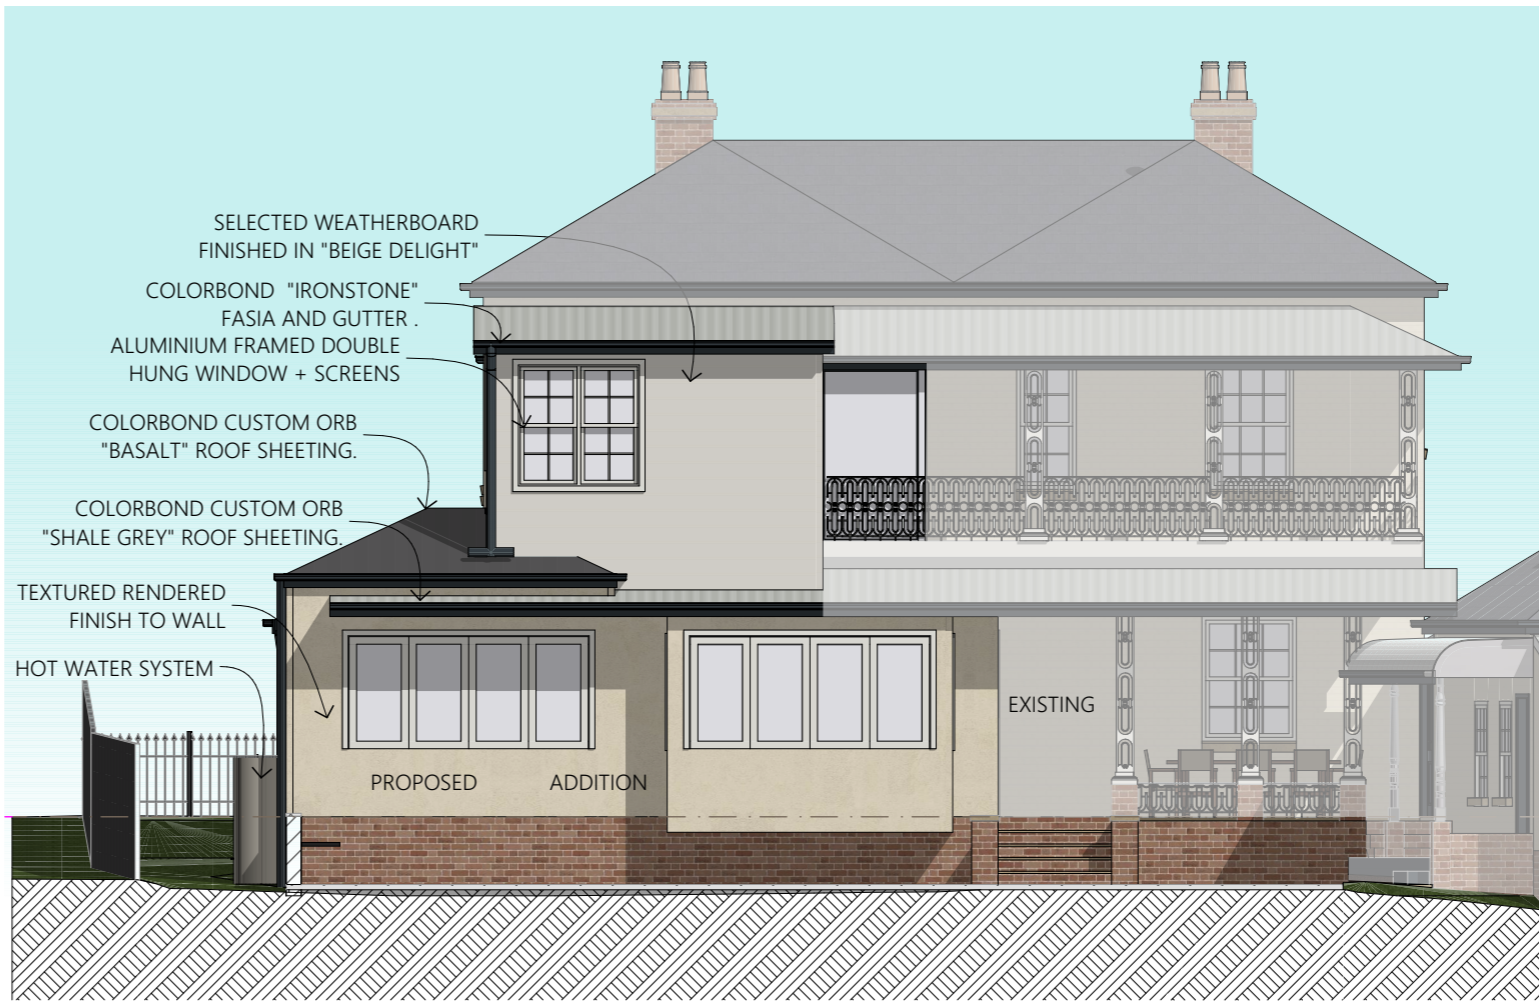 SELECTED WEATHERBOARD
FINISHED IN "BEIGE DELIGHT"
COLORBOND "IRONSTONE"
FASIA AND GUTTER .
ALUMINIUM FRAMED DOUBLE
HUNG WINDOW + SCREENS
COLORBOND CUSTOM ORB
"BASALT" ROOF SHEETING.
COLORBOND CUSTOM ORB
"SHALE GREY" ROOF SHEETING.
TEXTURED RENDERED
FINISH TO WALL
HOT WATER SYSTEM
EXISTING
PROPOSED ADDITION